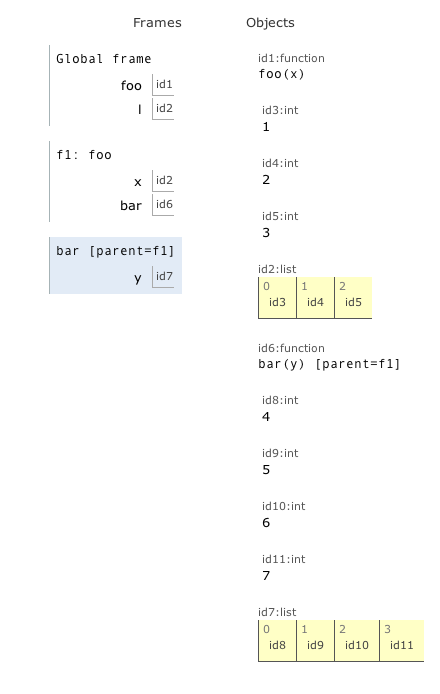 Frames
Objects
Global frame
foo id1
l id2
f1: foo
x id2
bar id6
bar [parent=f1]
y id7
id1:function
foo(x)
id3:int
1
id4:int
2
id5:int
3
id2:list
0 1 2
id3 id4 id5
id6:function
bar(y) [parent=f1]
id8:int
4
id9:int
5
id10:int
6
id11:int
7
id7:list
0 1 2 3
id8 id9 id10 id11